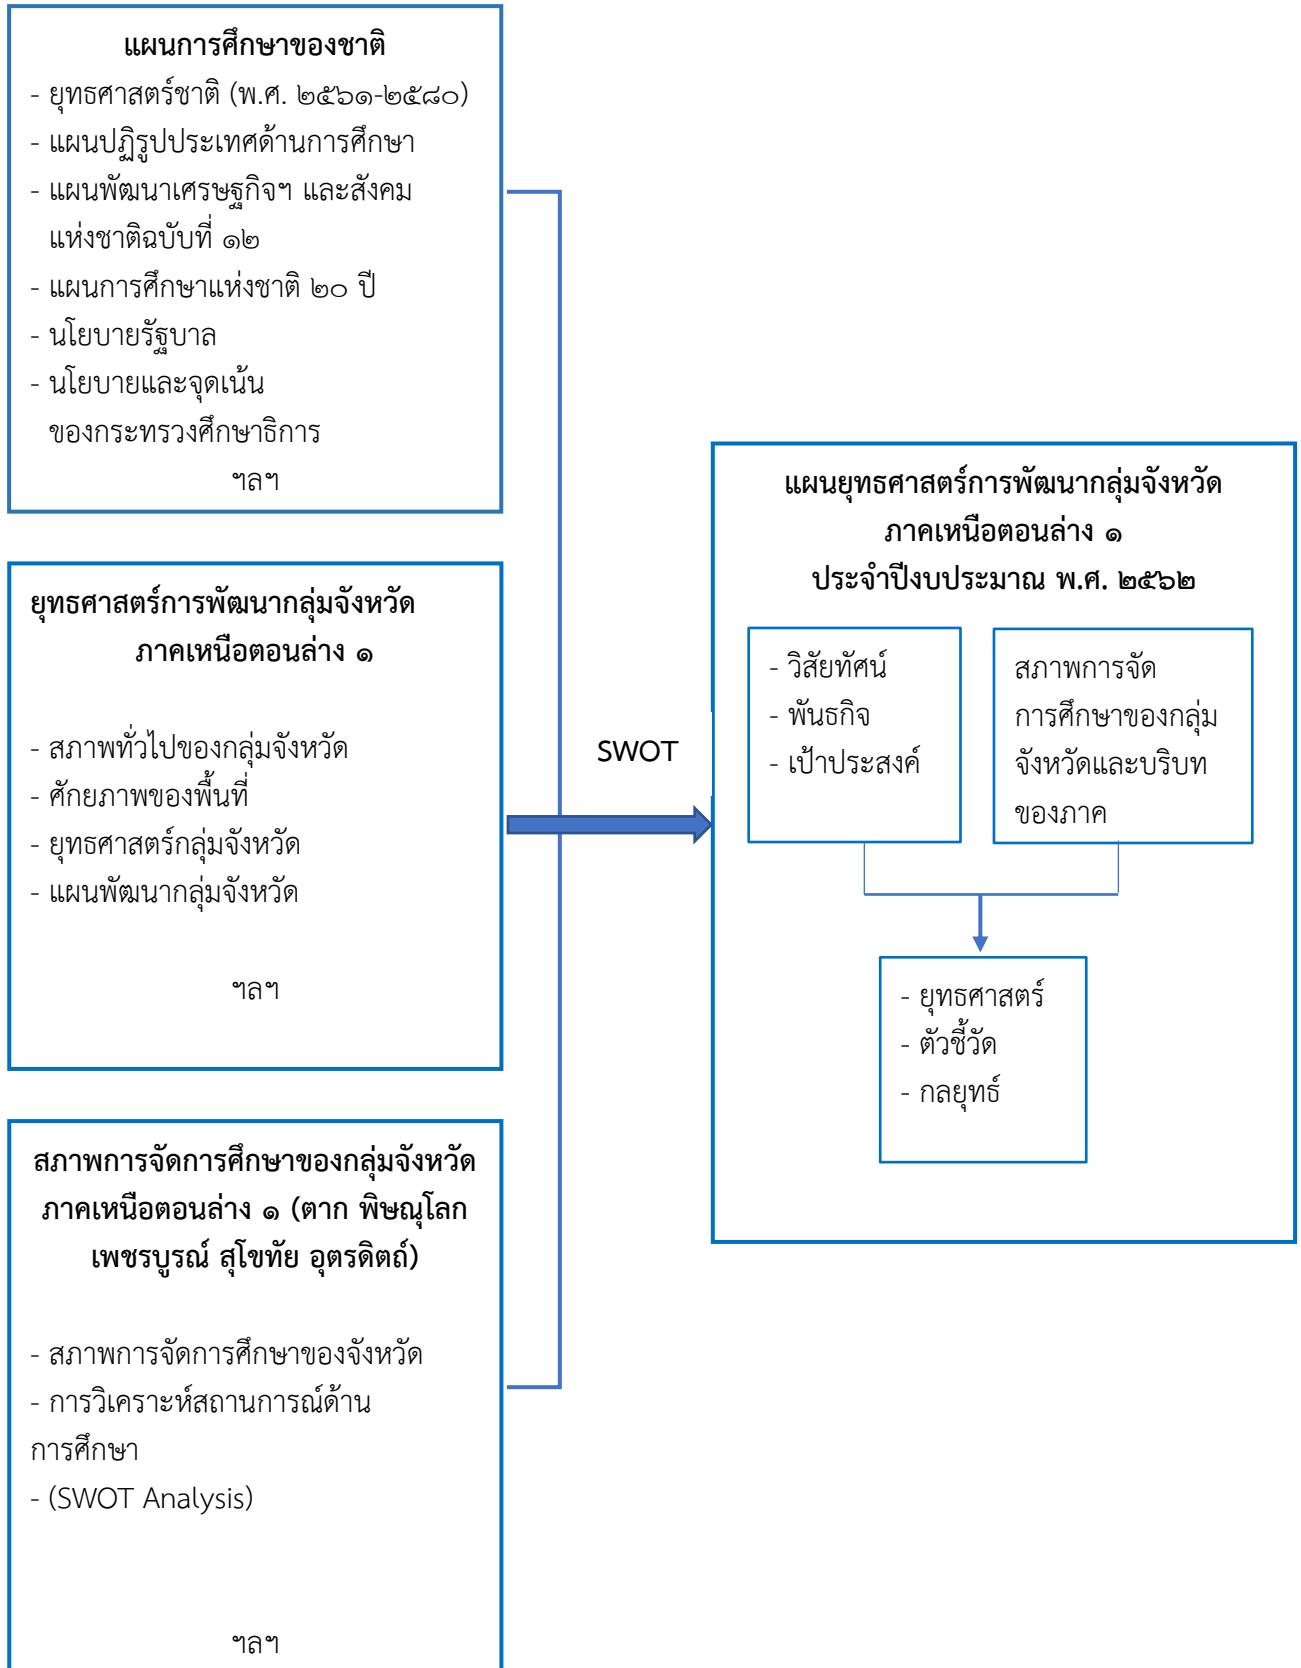 แผนการศึกษาของชาติ
- ยุทธศาสตร์ชาติ (พ.ศ. ๒๕๖๑-๒๕๘๐)
- แผนปฏิรูปประเทศด้านการศึกษา
- แผนพัฒนาเศรษฐกิจฯ และสังคม
แห่งชาติฉบับที่ ๑๒
- แผนการศึกษาแห่งชาติ ๒๐ ปี
- นโยบายรัฐบาล
- นโยบายและจุดเน้น
ของกระทรวงศึกษาธิการ
ฯลฯ
ยุทธศาสตร์การพัฒนากลุ่มจังหวัด
ภาคเหนือตอนล่าง ๑
- สภาพทั่วไปของกลุ่มจังหวัด
- ศักยภาพของพื้นที่
- ยุทธศาสตร์กลุ่มจังหวัด
- แผนพัฒนากลุ่มจังหวัด
ฯลฯ
สภาพการจัดการศึกษาของกลุ่มจังหวัด
ภาคเหนือตอนล่าง ๑ (ตาก พิษณุโลก
เพชรบูรณ์ สุโขทัย อุตรดิตถ์)
- สภาพการจัดการศึกษาของจังหวัด
- การวิเคราะห์สถานการณ์ด้าน
การศึกษา
- (SWOT Analysis)
ฯลฯ
SWOT
แผนยุทธศาสตร์การพัฒนากลุ่มจังหวัด
ภาคเหนือตอนล่าง ๑
ประจำปีงบประมาณ พ.ศ. ๒๕๖๒
- วิสัยทัศน์
- พันธกิจ
- เป้าประสงค์
สภาพการจัด
การศึกษาของกลุ่ม
จังหวัดและบริบท
ของภาค
- ยุทธศาสตร์
- ตัวชี้วัด
- กลยุทธ์